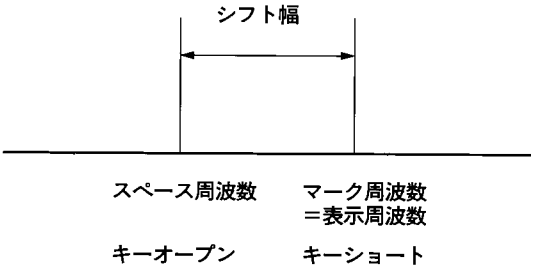 シフト幅
スペース周波数
マーク周波数
=表示周波数
キーオープン
キーショート